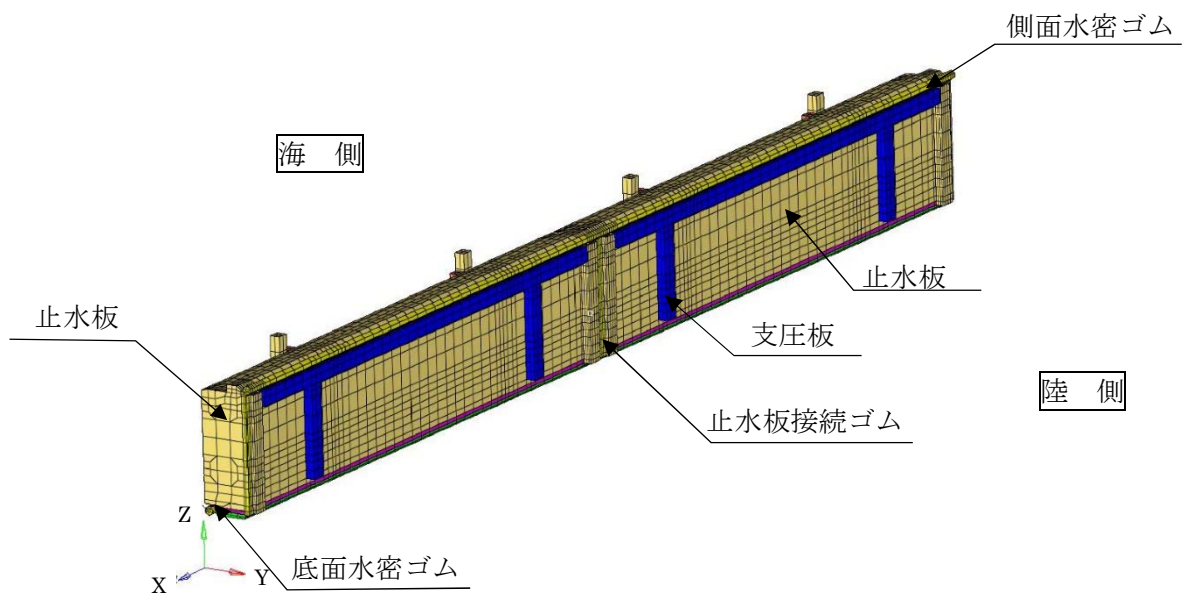 側面水密ゴム
海　側
止水板
止水板
支圧板
陸　側
止水板接続ゴム
Z
X
Y
底面水密ゴム